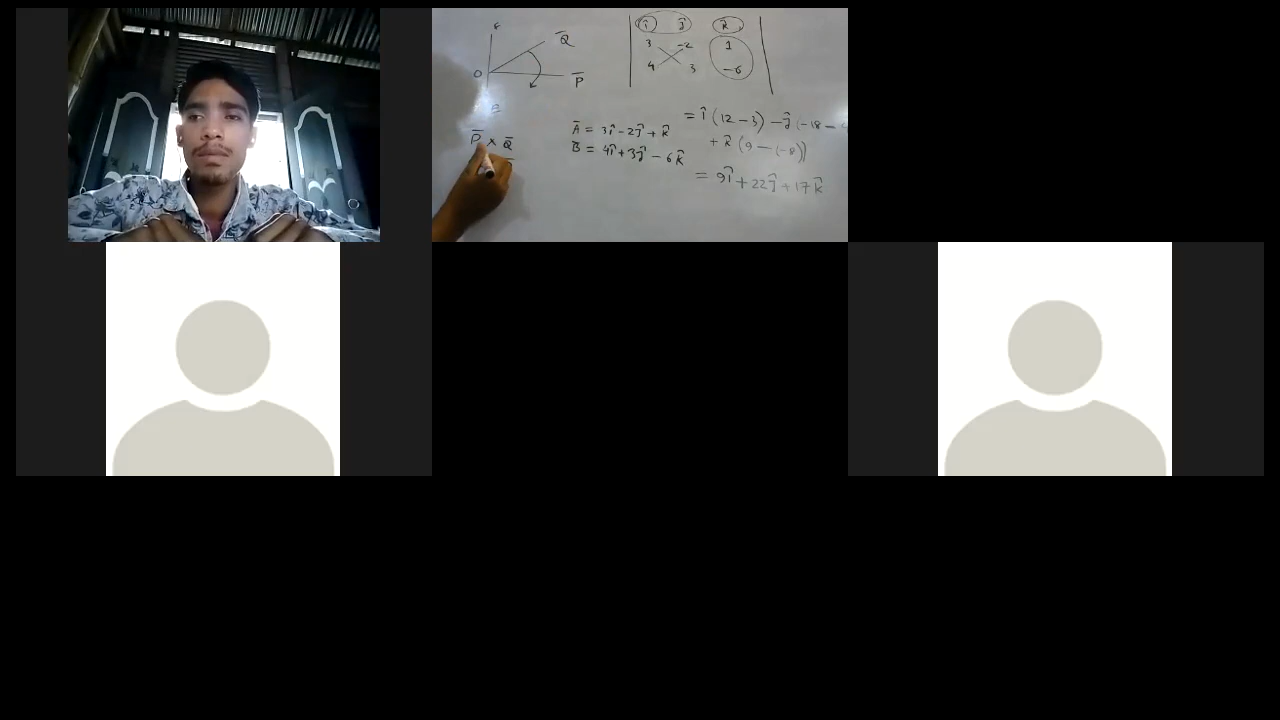 Q̄
O
P̄
P̄ × Q̄
Ā = 3î - 2ĵ + k̂
B̄ = 4î + 3ĵ - 6k̂
î ĵ k̂
3 -2 1
4 3 -6
= î (12 - 3) - ĵ (-18 -
+ k̂ (9 - (-8))
= 9î + 22ĵ + 17k̂